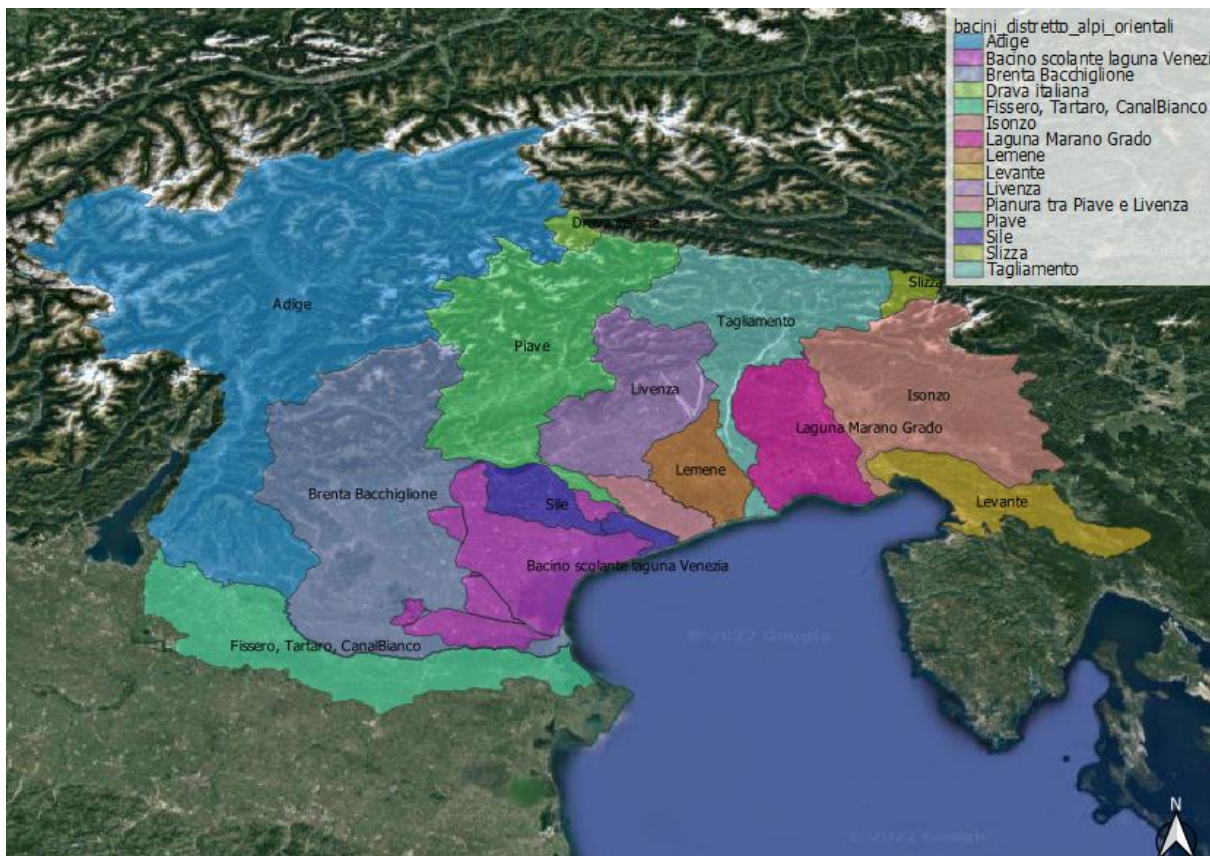 bacini_distretto_alpi_orientali
Adige
Bacino scolante laguna Venezi
Brenta Bacchiglione
Drava italiana
Fissero, Tartaro, CanalBianco
Isonzo
Laguna Marano Grado
Lemene
Levante
Livenza
Pianura tra Piave e Livenza
Piave
Sile
Slizza
Tagliamento
Drava italiana
Slizza
Adige
Tagliamento
Piave
Livenza
Isonzo
Laguna Marano Grado
Lemene
Brenta Bacchiglione
Sile
Levante
Bacino scolante laguna Venezia
© 2022 Google
Fissero, Tartaro, CanalBianco
N
© 2022 Google